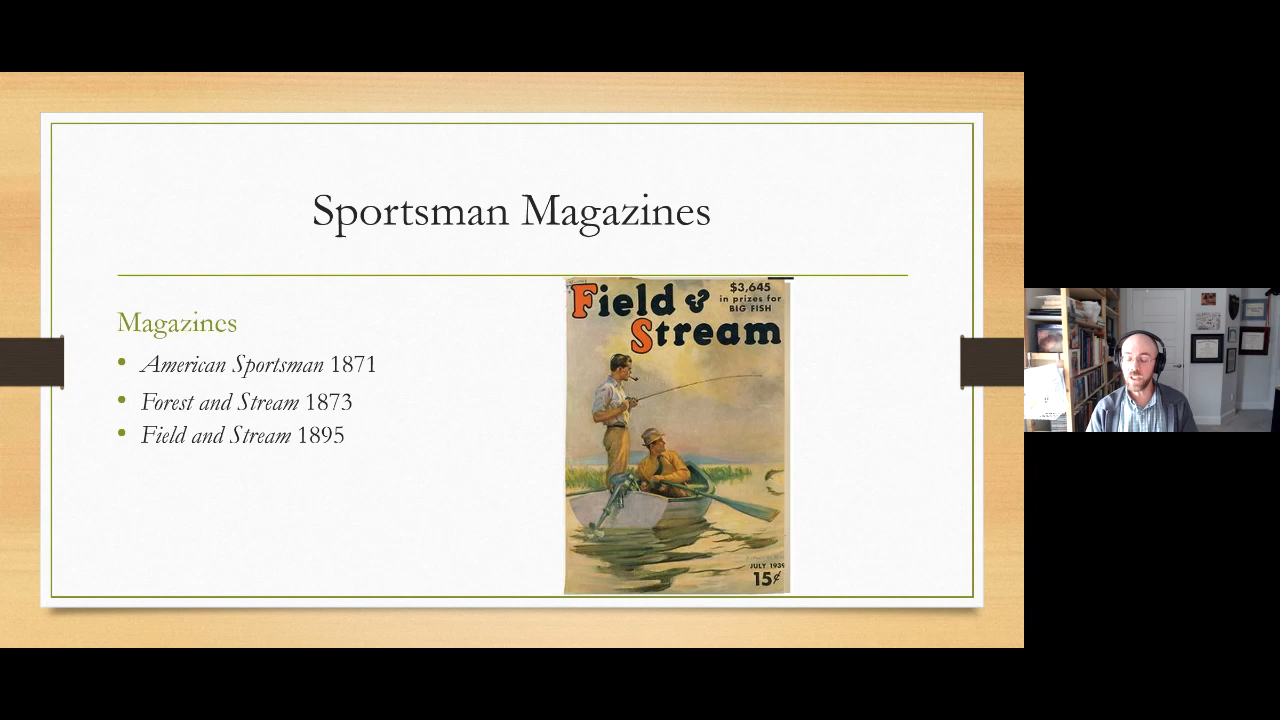 Sportsman Magazines
Magazines
• American Sportsman 1871
• Forest and Stream 1873
• Field and Stream 1895
Field &
Stream
$3,645
in prizes for
BIG FISH
JULY 1939
15¢